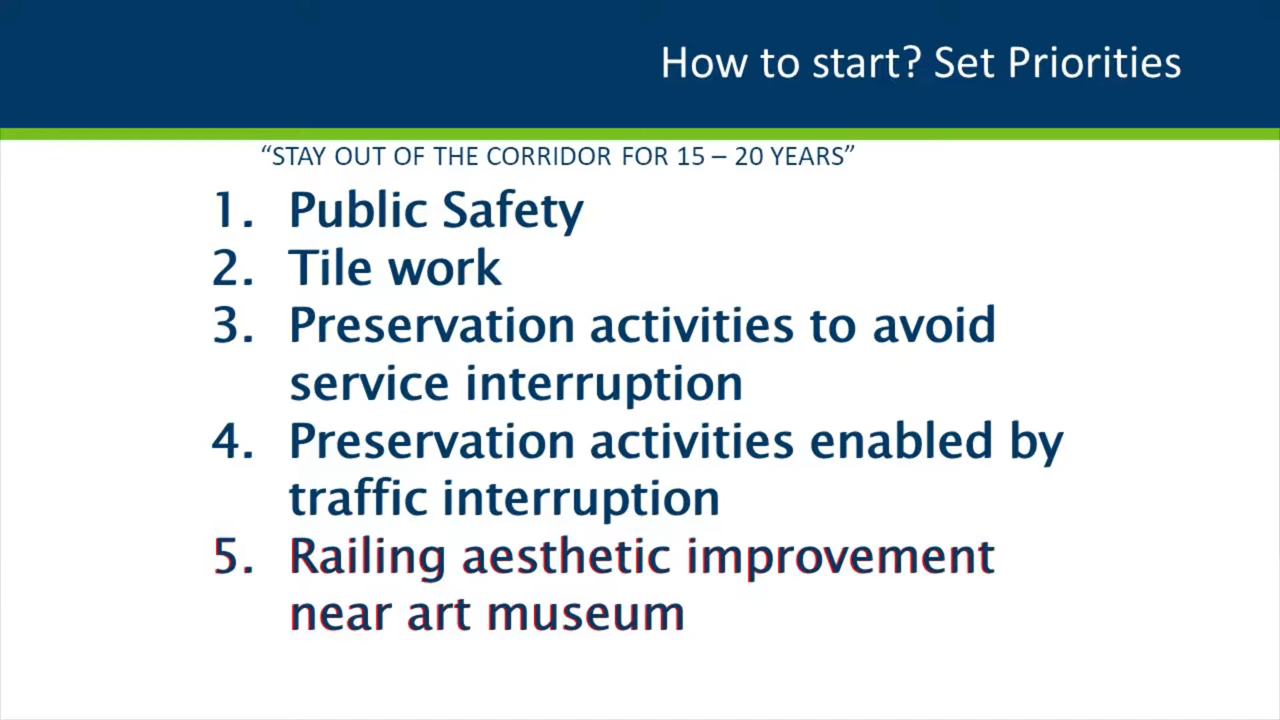 How to start? Set Priorities
“STAY OUT OF THE CORRIDOR FOR 15 – 20 YEARS”
1. Public Safety
2. Tile work
3. Preservation activities to avoid
service interruption
4. Preservation activities enabled by
traffic interruption
5. Railing aesthetic improvement
near art museum